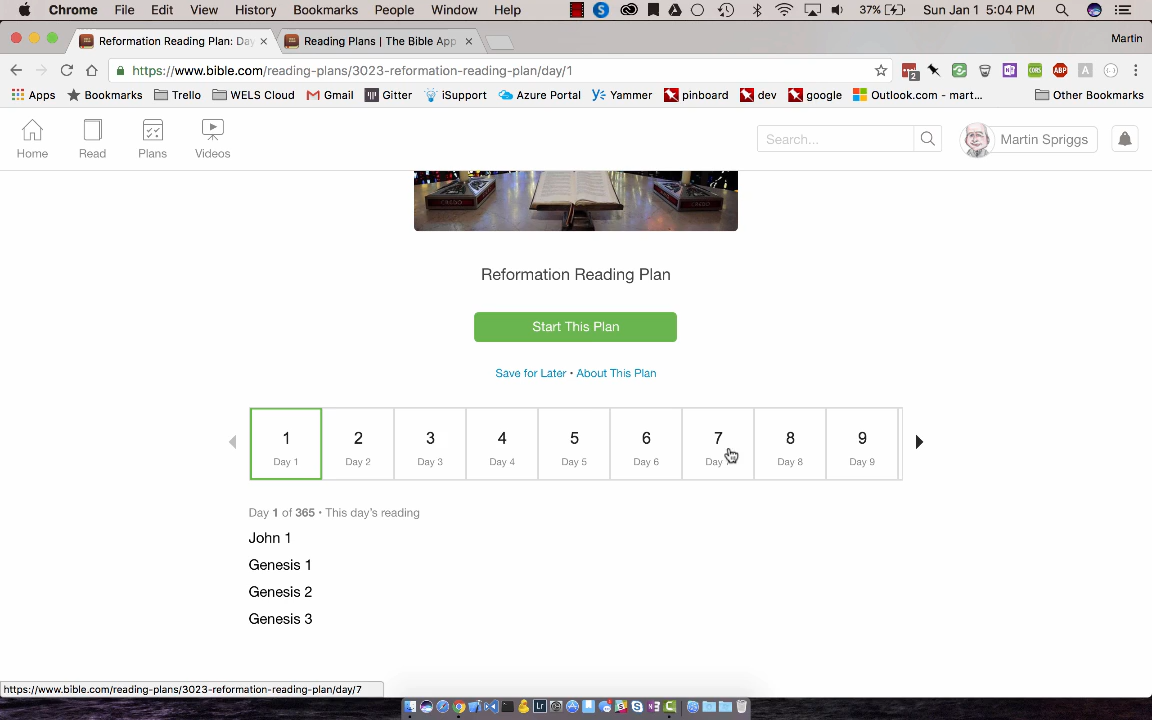 Chrome File Edit View History Bookmarks People Window Help 37% Sun Jan 1 5:04 PM
Reformation Reading Plan: Da Reading Plans | The Bible App Martin
https://www.bible.com/reading-plans/3023-reformation-reading-plan/day/1
Apps Bookmarks Trello WELS Cloud Gmail Gitter iSupport Azure Portal Yammer pinboard dev google Outlook.com - mart... Other Bookmarks
Home Read Plans Videos Search... Martin Spriggs
CREDO
Reformation Reading Plan
Start This Plan
Save for Later • About This Plan
1 2 3 4 5 6 7 8 9
Day 1 Day 2 Day 3 Day 4 Day 5 Day 6 Day Day 8 Day 9
Day 1 of 365 • This day's reading
John 1
Genesis 1
Genesis 2
Genesis 3
https://www.bible.com/reading-plans/3023-reformation-reading-plan/day/7